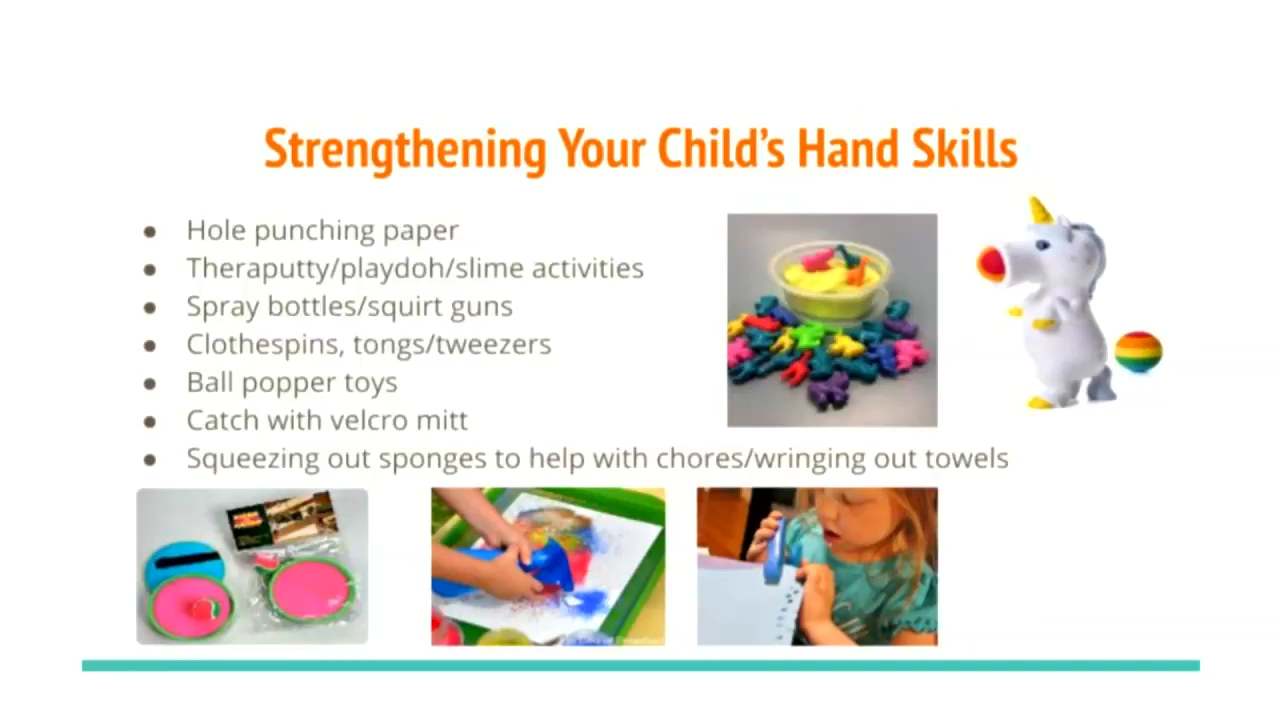 Strengthening Your Child's Hand Skills
● Hole punching paper
● Theraputty/playdoh/slime activities
● Spray bottles/squirt guns
● Clothespins, tongs/tweezers
● Ball popper toys
● Catch with velcro mitt
● Squeezing out sponges to help with chores/wringing out towels